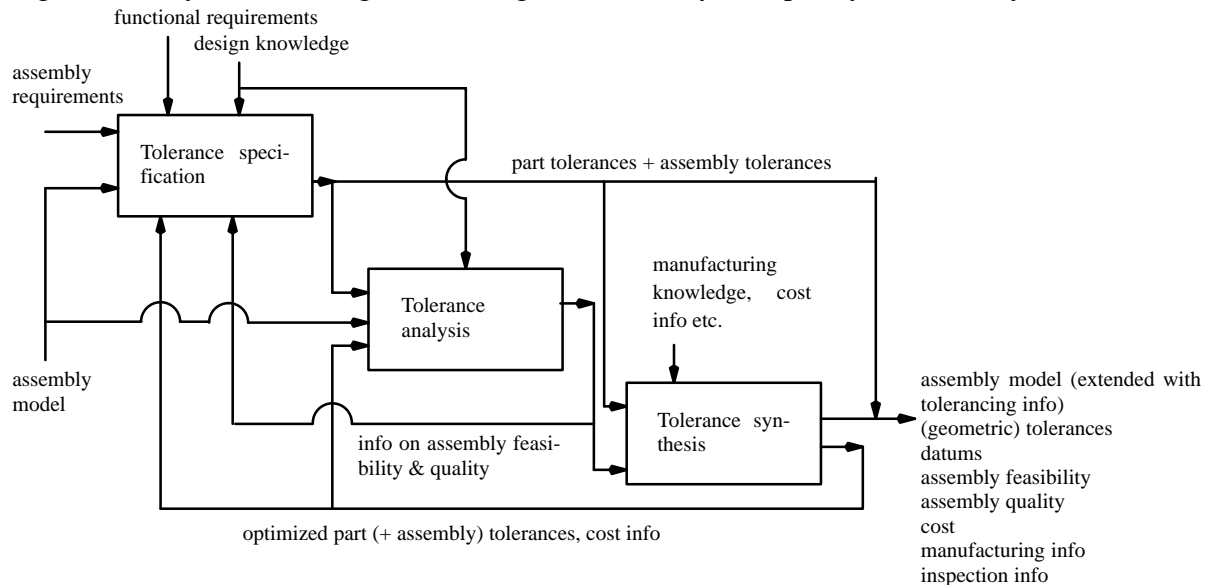 functional requirements
design knowledge
assembly
requirements
Tolerance speci-
fication
part tolerances + assembly tolerances
manufacturing
knowledge, cost
info etc.
Tolerance
analysis
assembly
model
assembly model (extended with
tolerancing info)
(geometric) tolerances
datums
assembly feasibility
assembly quality
cost
manufacturing info
inspection info
Tolerance syn-
thesis
info on assembly feasi-
bility & quality
optimized part (+ assembly) tolerances, cost info